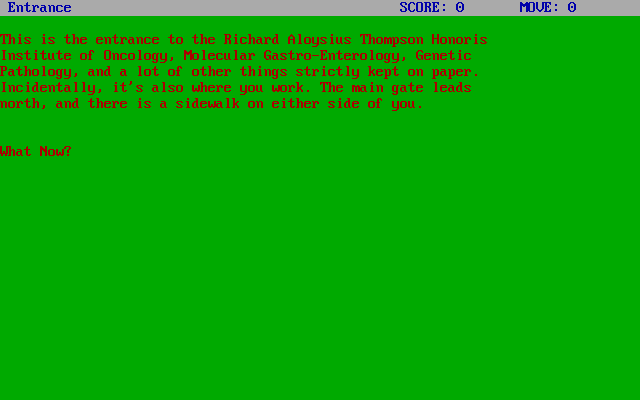 Entrance SCORE: 0 MOVE: 0
This is the entrance to the Richard Aloysius Thompson Honoris
Institute of Oncology, Molecular Gastro-Enterology, Genetic
Pathology, and a lot of other things strictly kept on paper.
Incidentally, it's also where you work. The main gate leads
north, and there is a sidewalk on either side of you.
What Now?